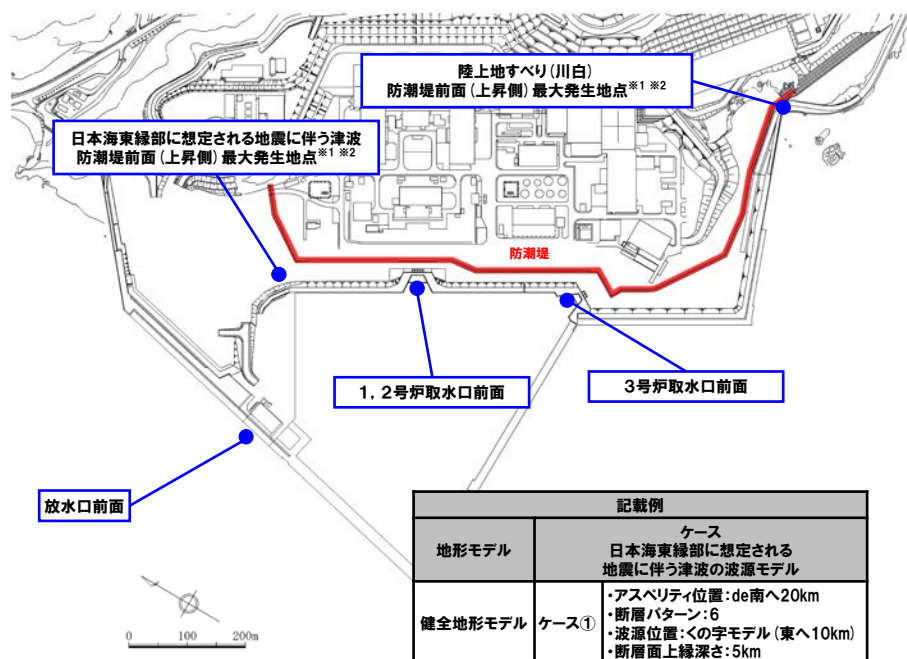 陸上地すべり(川白)
防潮堤前面(上昇側)最大発生地点※1 ※2
日本海東縁部に想定される地震に伴う津波
防潮堤前面(上昇側)最大発生地点※1 ※2
防潮堤
1,2号炉取水口前面
3号炉取水口前面
放水口前面
0 100 200m
記載例
地形モデル
ケース
日本海東縁部に想定される
地震に伴う津波の波源モデル
健全地形モデル
ケース①
・アスペリティ位置:de南へ20km
・断層パターン:6
・波源位置:くの字モデル(東へ10km)
・断層面上縁深さ:5km